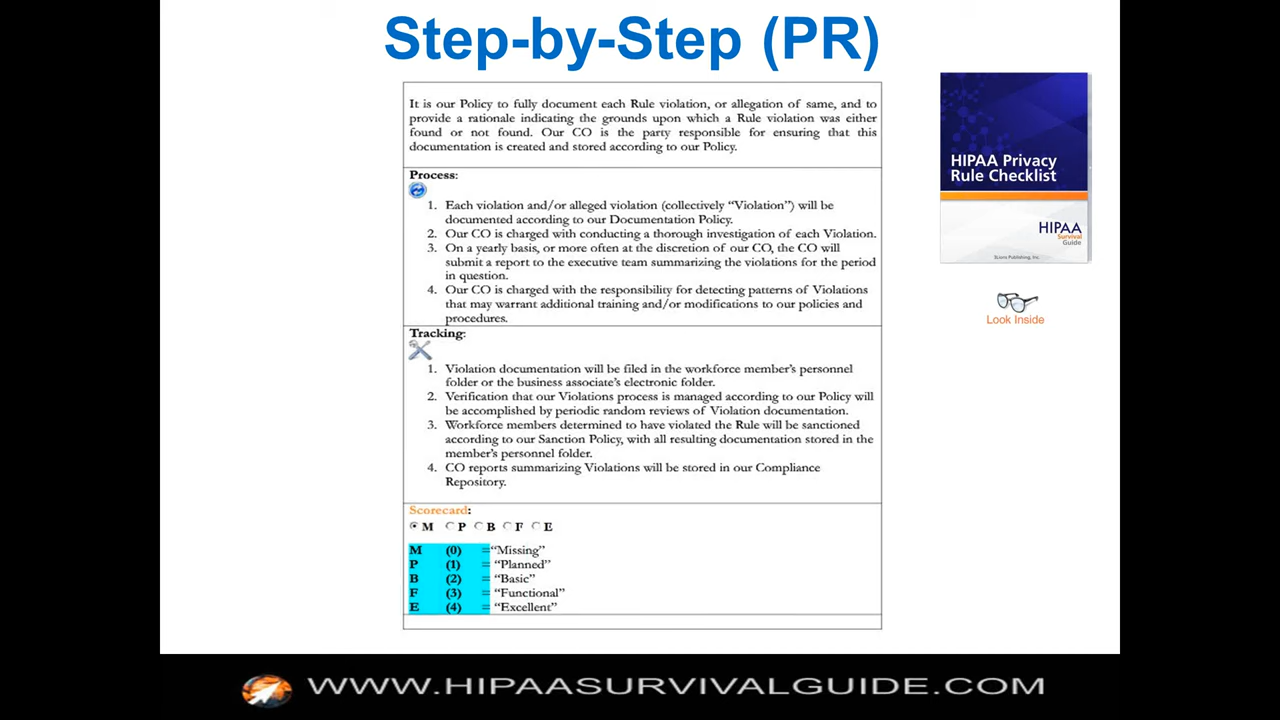 Step-by-Step (PR)
It is our Policy to fully document each Rule violation, or allegation of same, and to
provide a rationale indicating the grounds upon which a Rule violation was either
found or not found. Our CO is the party responsible for ensuring that this
documentation is created and stored according to our Policy.
Process:
1. Each violation and/or alleged violation (collectively “Violation”) will be
documented according to our Documentation Policy.
2. Our CO is charged with conducting a thorough investigation of each Violation.
3. On a yearly basis, or more often at the discretion of our CO, the CO will
submit a report to the executive team summarizing the violations for the period
in question.
4. Our CO is charged with the responsibility for detecting patterns of Violations
that may warrant additional training and/or modifications to our policies and
procedures.
Tracking:
1. Violation documentation will be filed in the workforce member’s personnel
folder or the business associate’s electronic folder.
2. Verification that our Violations process is managed according to our Policy will
be accomplished by periodic random reviews of Violation documentation.
3. Workforce members determined to have violated the Rule will be sanctioned
according to our Sanction Policy, with all resulting documentation stored in the
member’s personnel folder.
4. CO reports summarizing Violations will be stored in our Compliance
Repository.
Scorecard:
M P B F E
M (0) =“Missing”
P (1) = “Planned”
B (2) = “Basic”
F (3) = “Functional”
E (4) = “Excellent”
HIPAA Privacy
Rule Checklist
HIPAA
Survival
Guide
3Lions Publishing, Inc.
Look Inside
WWW.HIPAASURVIVALGUIDE.COM